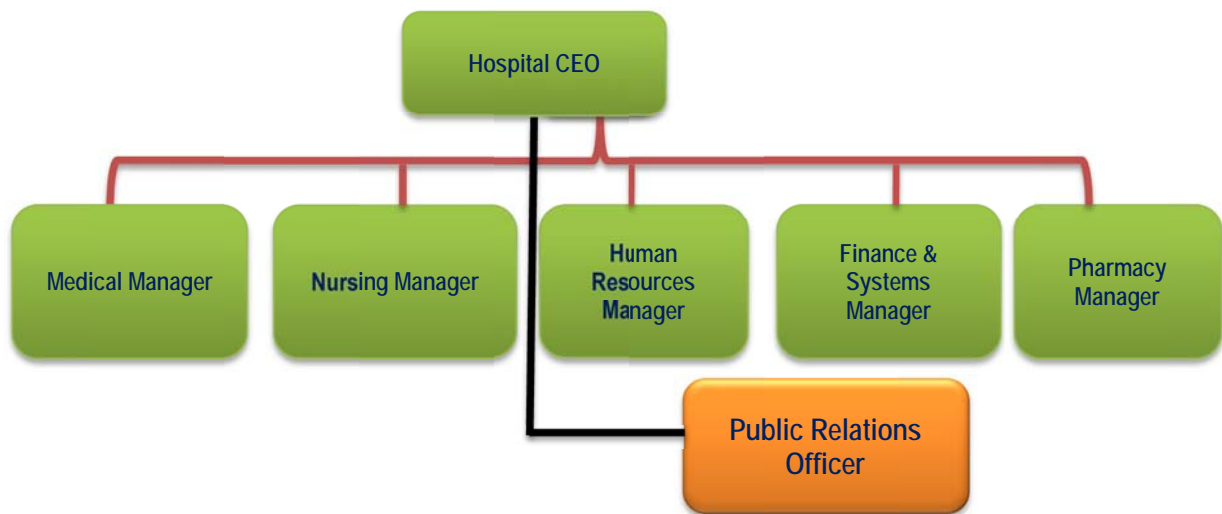 Hospital CEO
Medical Manager
Nursing Manager
Human
Resources
Manager
Finance &
Systems
Manager
Pharmacy
Manager
Public Relations
Officer